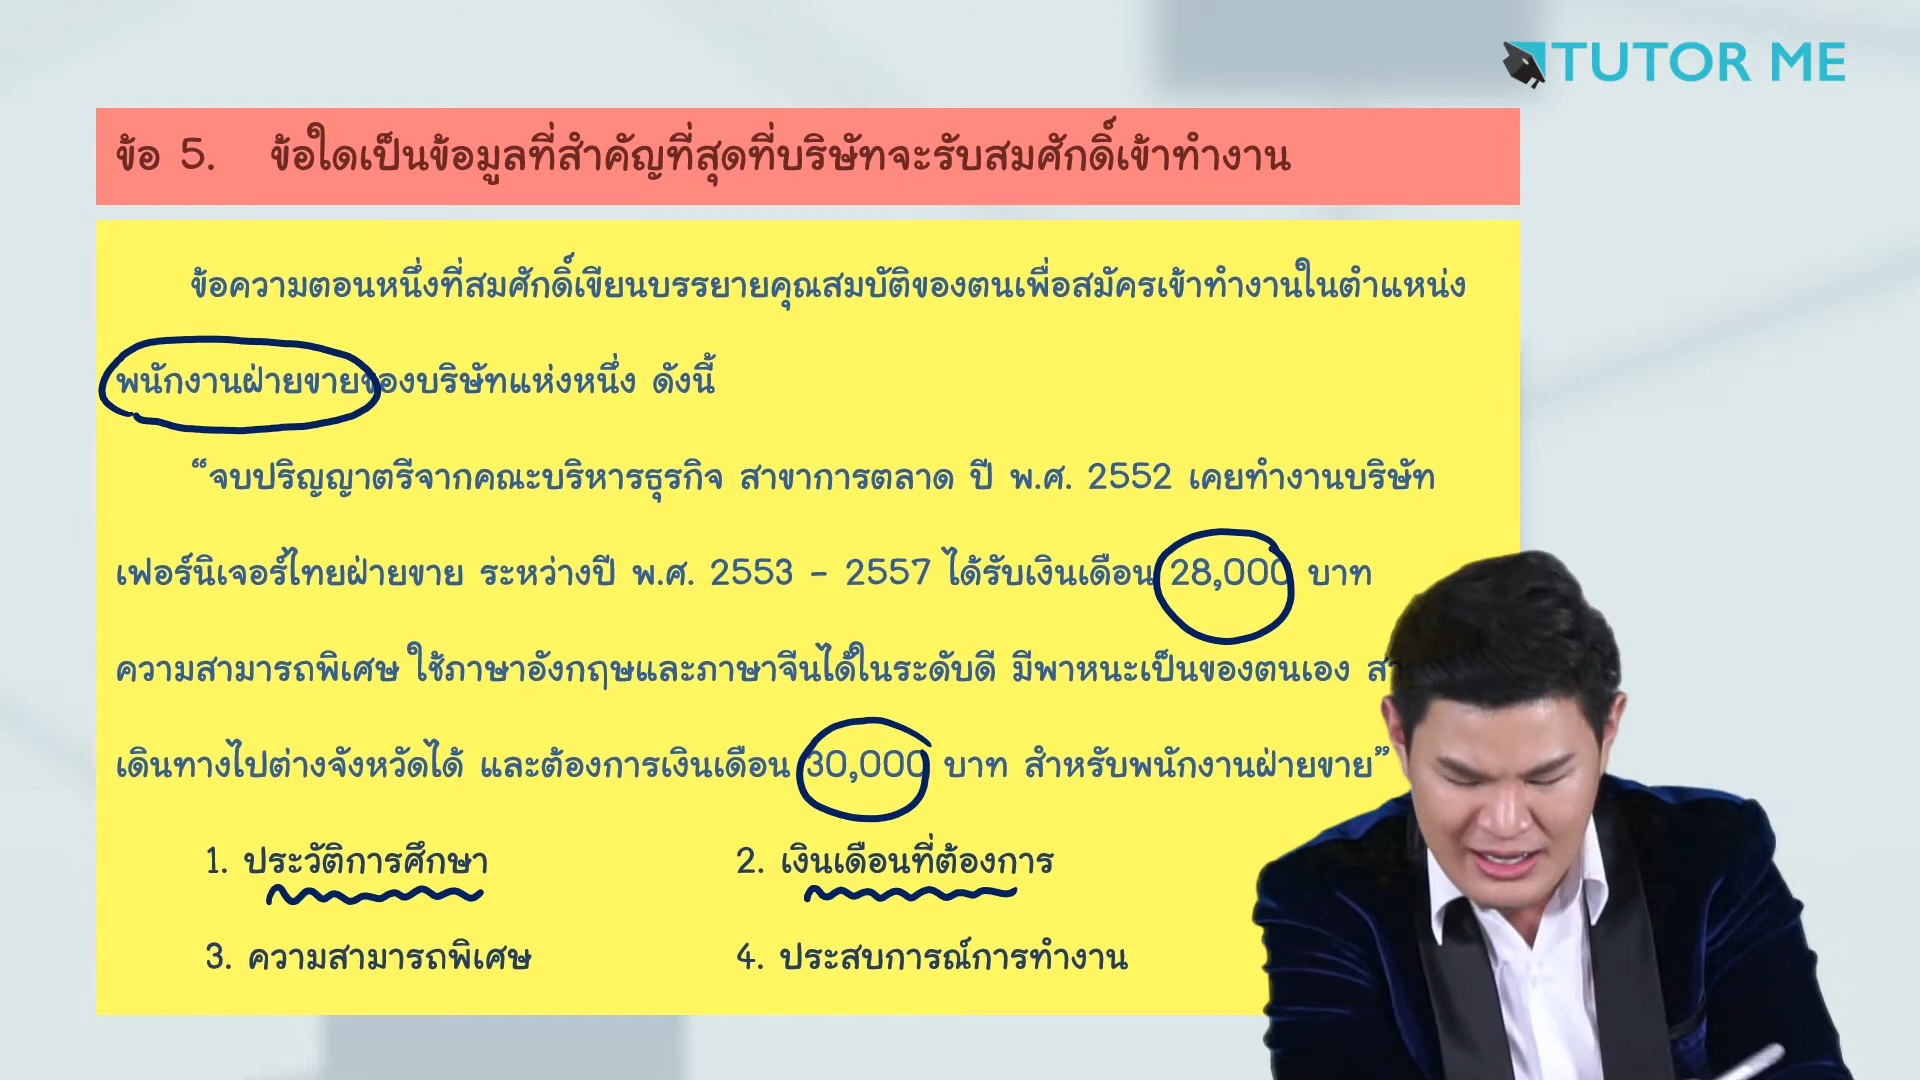 TUTOR ME
ข้อ 5. ข้อใดเป็นข้อมูลที่สำคัญที่สุดที่บริษัทจะรับสมศักดิ์เข้าทำงาน
ข้อความตอนหนึ่งที่สมศักดิ์เขียนบรรยายคุณสมบัติของตนเพื่อสมัครเข้าทำงานในตำแหน่ง
พนักงานฝ่ายขายของบริษัทแห่งหนึ่ง ดังนี้
“จบปริญญาตรีจากคณะบริหารธุรกิจ สาขาการตลาด ปี พ.ศ. 2552 เคยทำงานบริษัท
เฟอร์นิเจอร์ไทยฝ่ายขาย ระหว่างปี พ.ศ. 2553 - 2557 ได้รับเงินเดือน 28,000 บาท
ความสามารถพิเศษ ใช้ภาษาอังกฤษและภาษาจีนได้ในระดับดี มีพาหนะเป็นของตนเอง
เดินทางไปต่างจังหวัดได้ และต้องการเงินเดือน 30,000 บาท สำหรับพนักงานฝ่ายขาย”
1. ประวัติการศึกษา 2. เงินเดือนที่ต้องการ
3. ความสามารถพิเศษ 4. ประสบการณ์การทำงาน